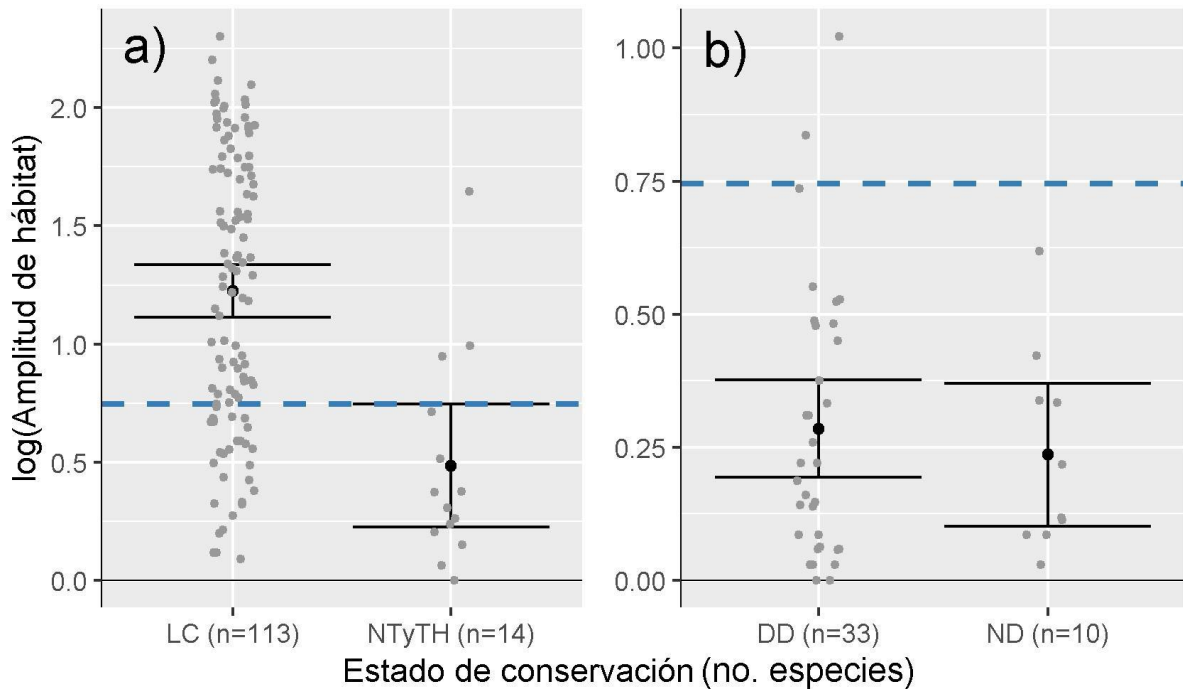 a)
b)
log(Amplitud de hábitat)
2.0
1.5
1.0
0.5
0.0
1.00
0.75
0.50
0.25
0.00
LC (n=113) NTyTH (n=14) DD (n=33) ND (n=10)
Estado de conservación (no. especies)